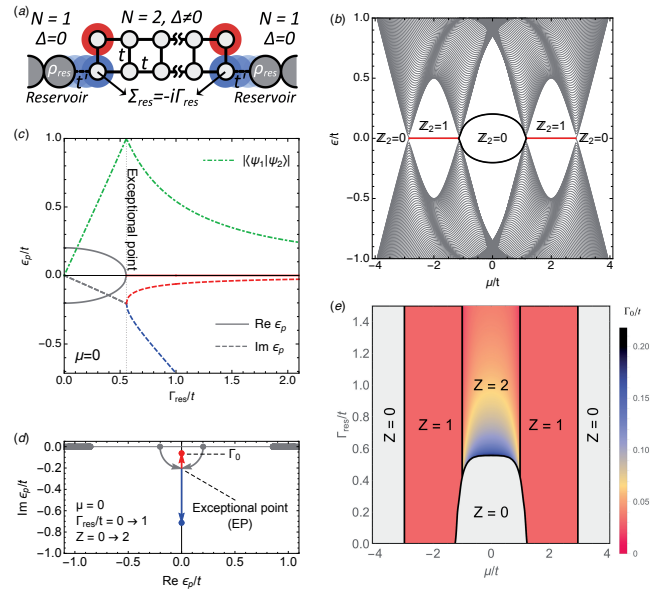 (a)
N = 1
Δ=0
N = 2, Δ≠0
N = 1
Δ=0
t
t
ρres
t'
t'
ρres
Reservoir
Σres=-iΓres
Reservoir
(b)
1.0
0.5
0.0
-0.5
-1.0
ϵ/t
ℤ2=0
ℤ2=1
ℤ2=0
ℤ2=1
ℤ2=0
-4
-2
0
2
4
μ/t
(c)
1.0
0.5
0.0
-0.5
ϵp/t
|⟨ψ1|ψ2⟩|
Exceptional point
Re ϵp
Im ϵp
μ=0
0.0
0.5
1.0
1.5
2.0
Γres/t
(d)
0.0
-0.2
-0.4
-0.6
-0.8
-1.0
Im ϵp/t
Γ0
Exceptional point
(EP)
μ = 0
Γres/t = 0 → 1
Z = 0 → 2
-1.0
-0.5
0.0
0.5
1.0
Re ϵp/t
(e)
1.4
1.2
1.0
0.8
0.6
0.4
0.2
0.0
Γres/t
Z = 0
Z = 1
Z = 2
Z = 0
Z = 1
Z = 0
-4
-2
0
2
4
μ/t
Γ0/t
0.20
0.15
0.10
0.05
0